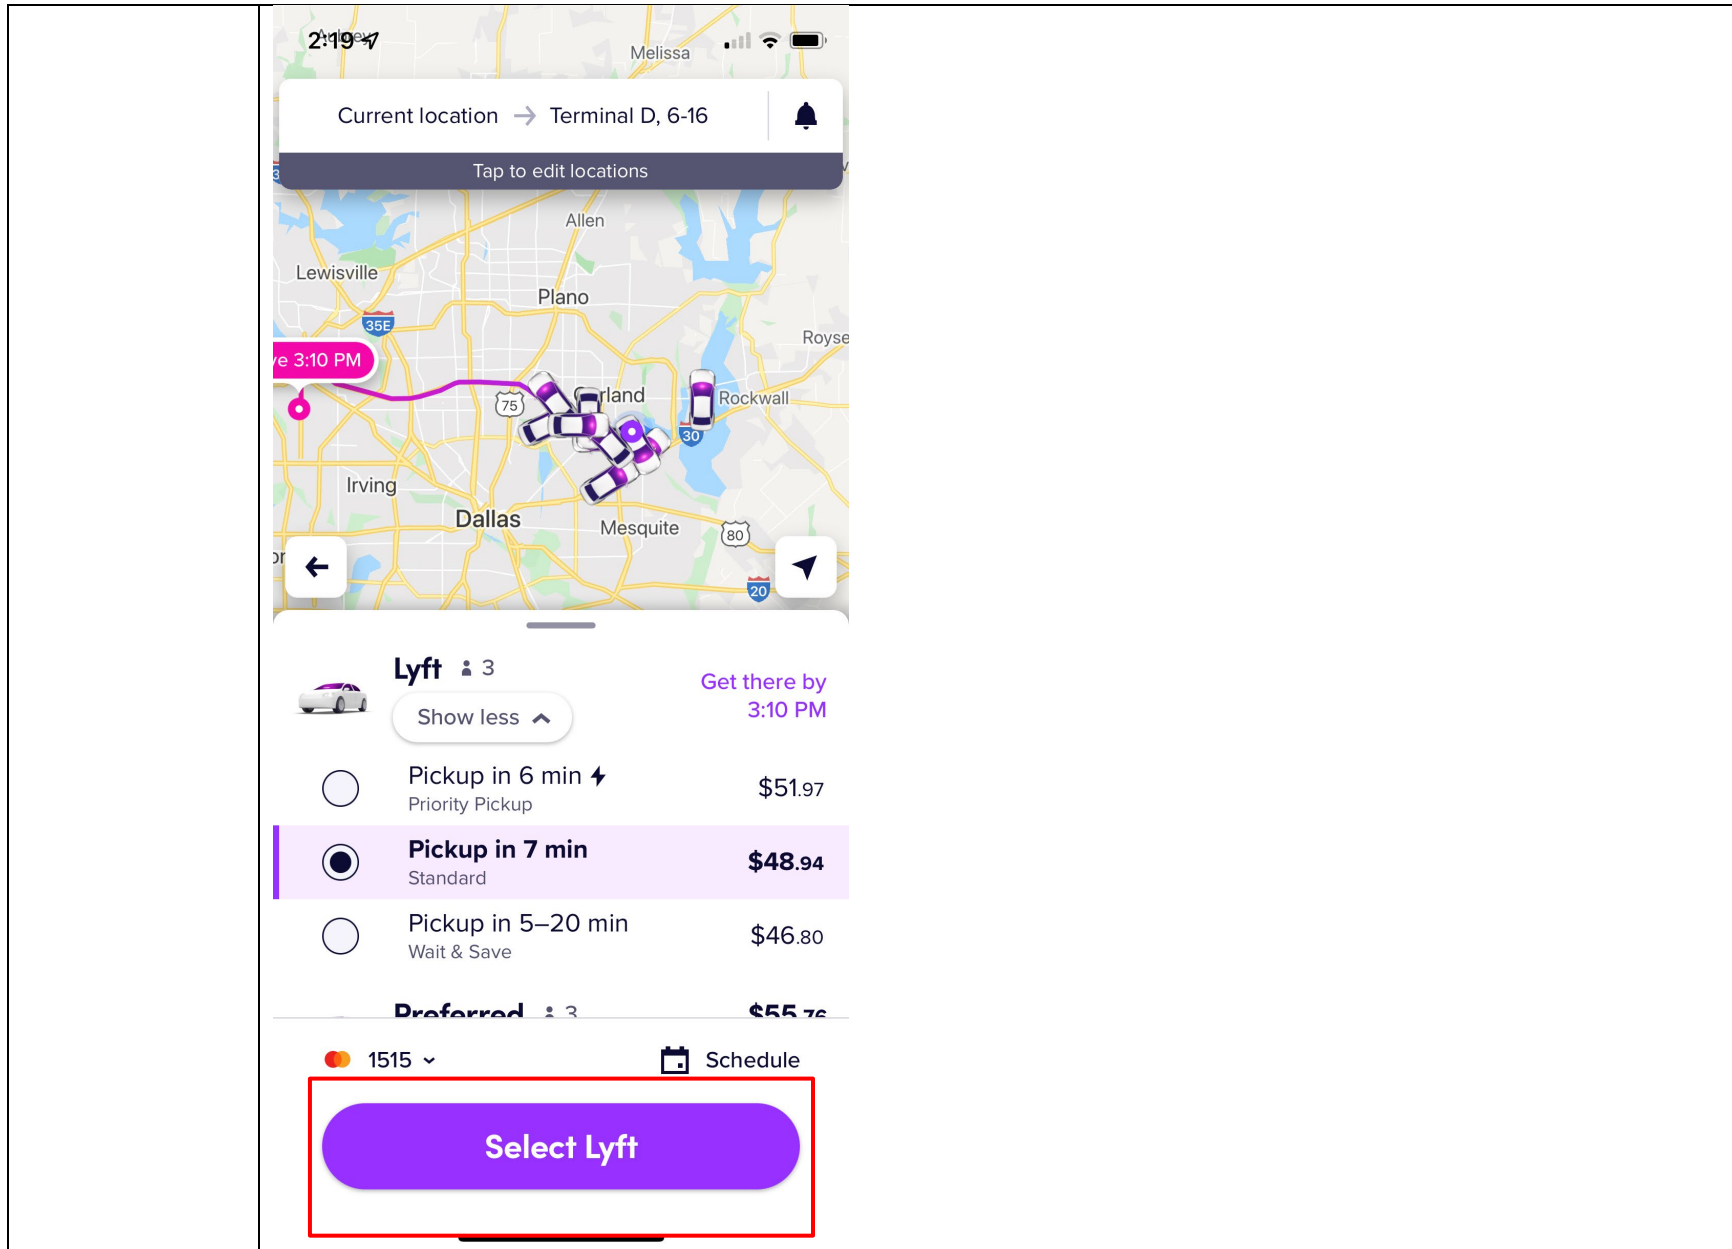 2:19
Melissa
Current location → Terminal D, 6-16
Tap to edit locations
Allen
Lewisville
Plano
35E
Royse
ve 3:10 PM
75
rland
Rockwall
30
Irving
Dallas
Mesquite
80
20
Lyft 3
Get there by
3:10 PM
Show less
Pickup in 6 min
$51.97
Priority Pickup
Pickup in 7 min
$48.94
Standard
Pickup in 5–20 min
$46.80
Wait & Save
Preferred 3
$55.76
1515
Schedule
Select Lyft